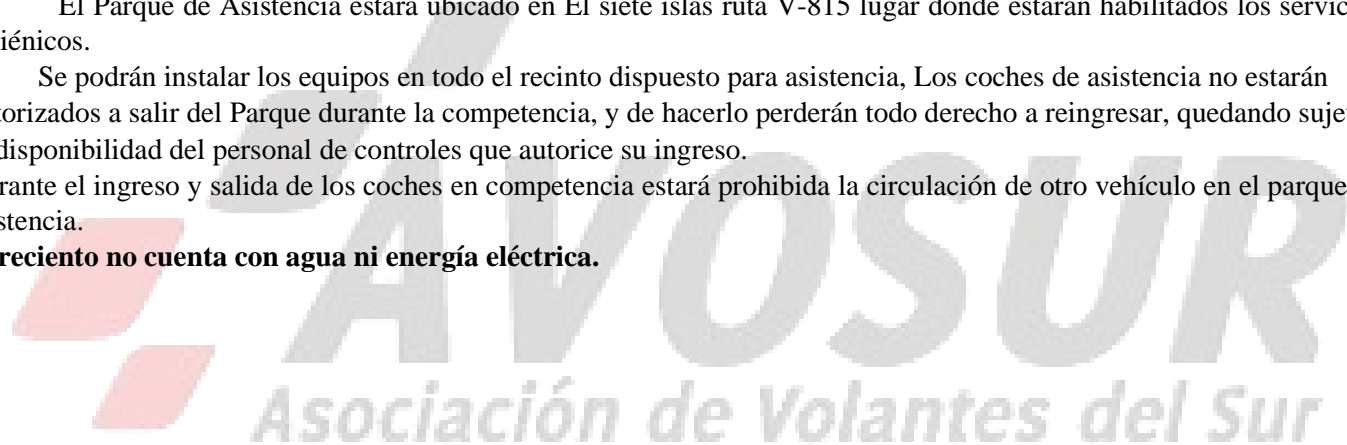 El Parque de Asistencia estará ubicado en El siete islas ruta V-815 lugar donde estarán habilitados los servic
iénicos.
Se podrán instalar los equipos en todo el recinto dispuesto para asistencia, Los coches de asistencia no estarán
torizados a salir del Parque durante la competencia, y de hacerlo perderán todo derecho a reingresar, quedando suje
disponibilidad del personal de controles que autorice su ingreso.
rante el ingreso y salida de los coches en competencia estará prohibida la circulación de otro vehículo en el parque
stencia.
reciento no cuenta con agua ni energía eléctrica.
AVOSUR
Asociación de Volantes del Sur